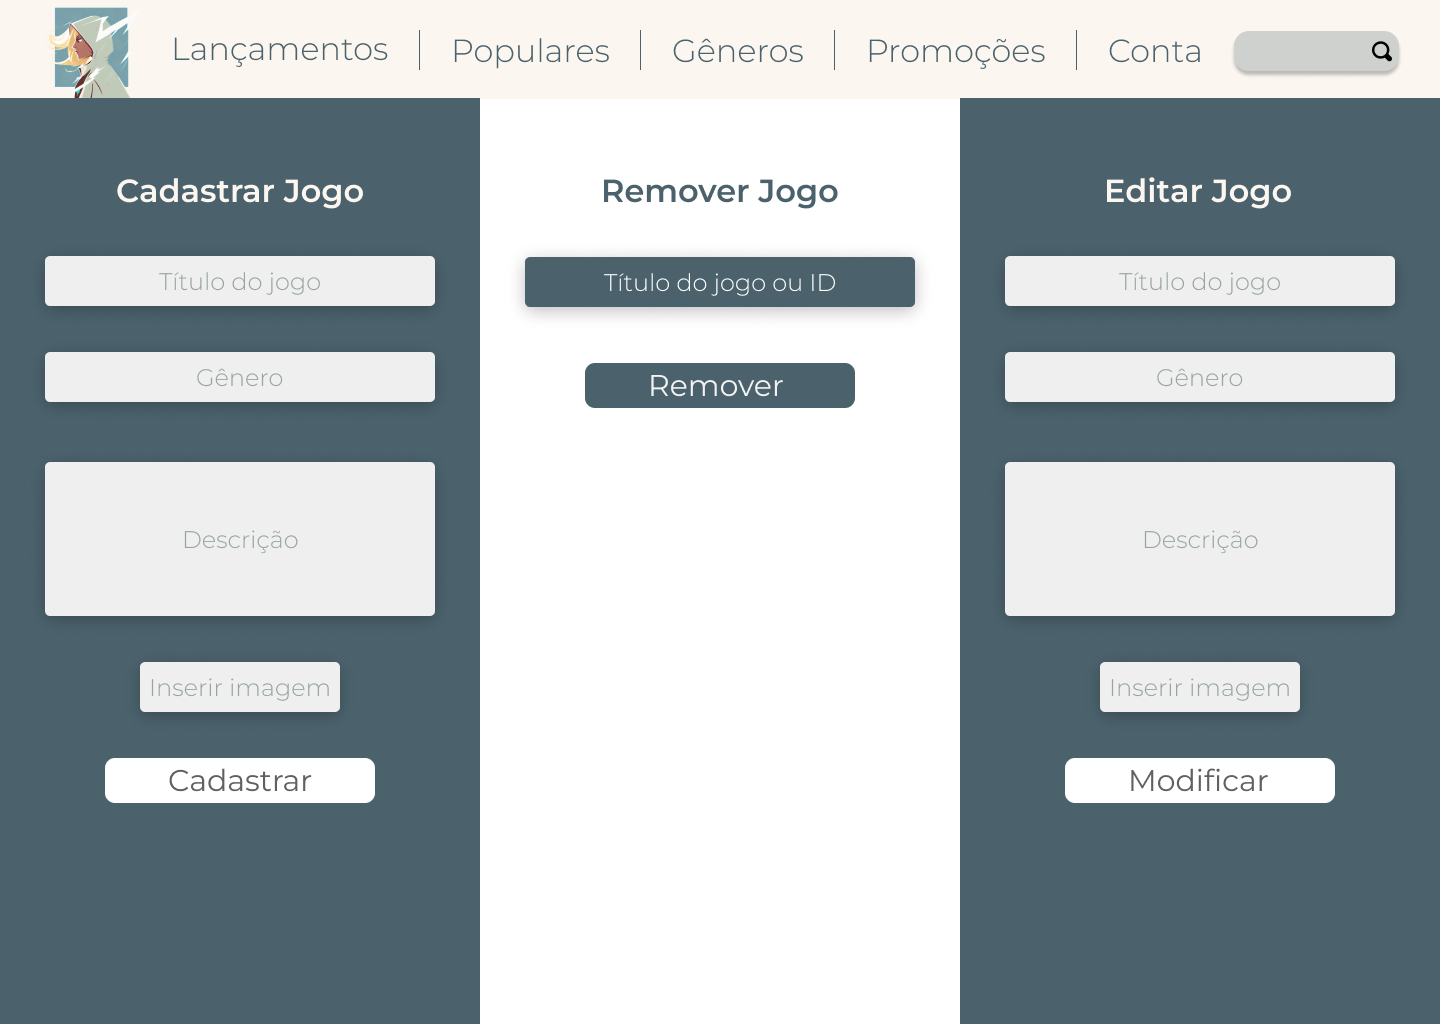 Lançamentos
Populares
Gêneros
Promoções
Conta
Cadastrar Jogo
Título do jogo
Gênero
Descrição
Inserir imagem
Cadastrar
Remover Jogo
Título do jogo ou ID
Remover
Editar Jogo
Título do jogo
Gênero
Descrição
Inserir imagem
Modificar